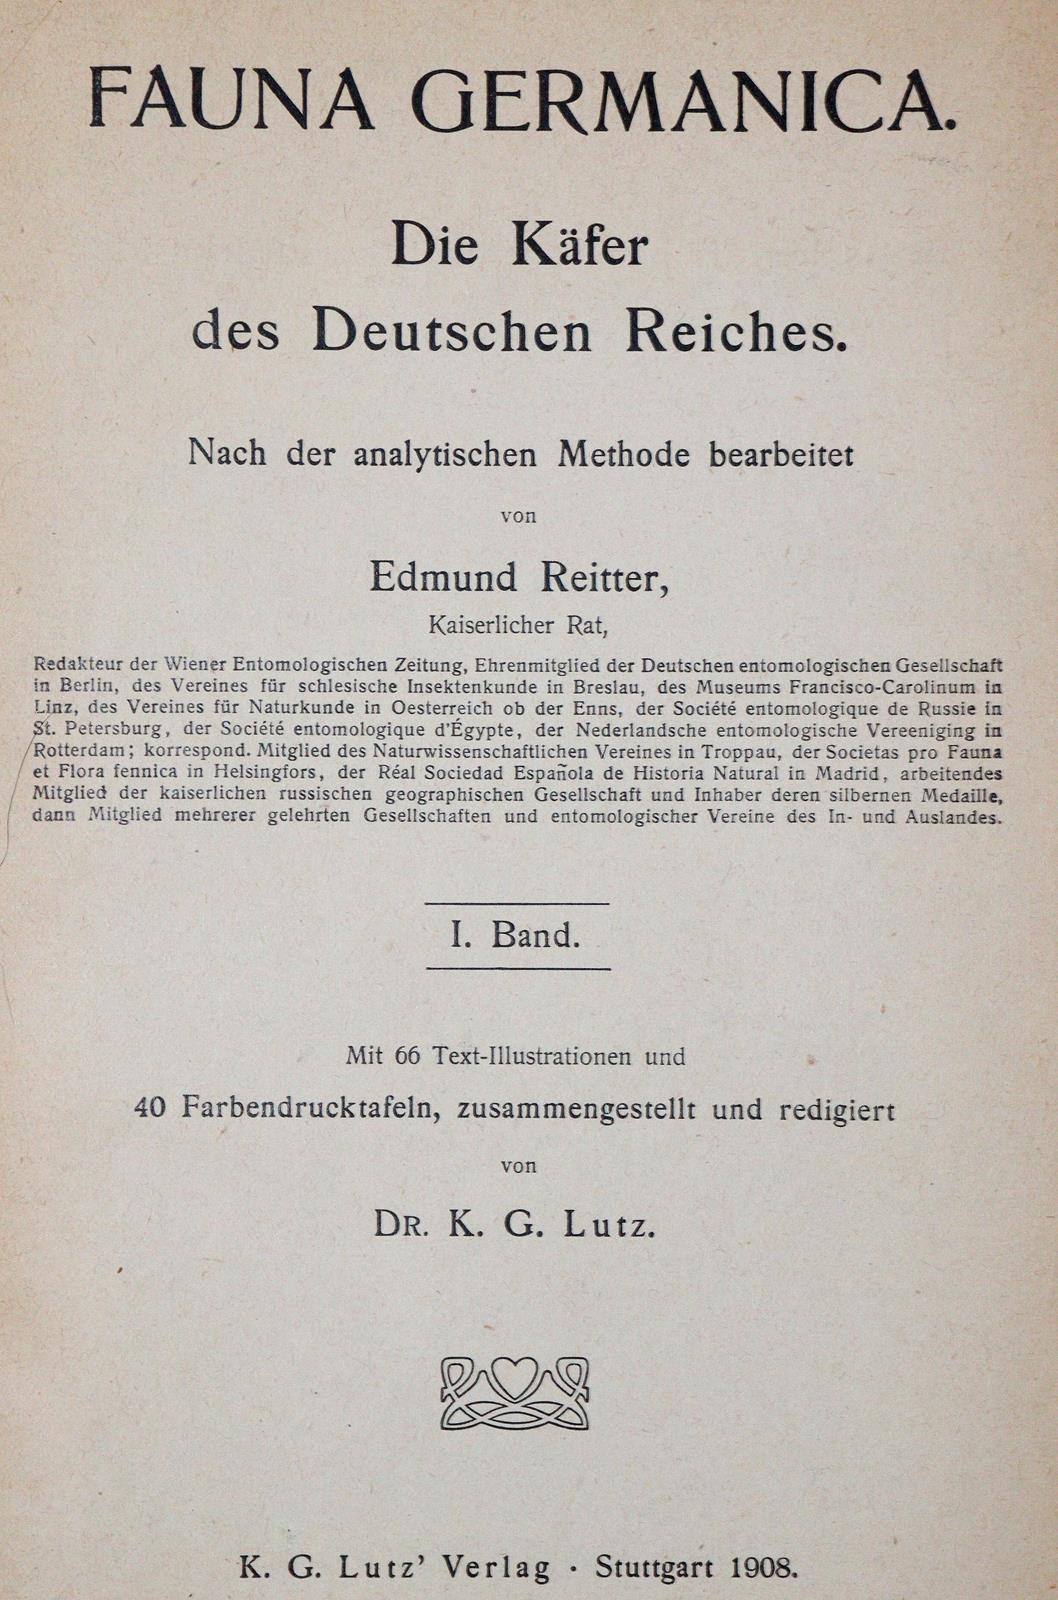 FAUNA GERMANICA.
Die Käfer
des Deutschen Reiches.
Nach der analytischen Methode bearbeitet
von
Edmund Reitter,
Kaiserlicher Rat,
Redakteur der Wiener Entomologischen Zeitung, Ehrenmitglied der Deutschen entomologischen Gesellschaft
in Berlin, des Vereines für schlesische Insektenkunde in Breslau, des Museums Francisco-Carolinum in
Linz, des Vereines für Naturkunde in Oesterreich ob der Enns, der Société entomologique de Russie in
St. Petersburg, der Société entomologique d'Égypte, der Nederlandsche entomologische Vereeniging in
Rotterdam; korrespond. Mitglied des Naturwissenschaftlichen Vereines in Troppau, der Societas pro Fauna
et Flora fennica in Helsingfors, der Réal Sociedad Española de Historia Natural in Madrid, arbeitendes
Mitglied der kaiserlichen russischen geographischen Gesellschaft und Inhaber deren silbernen Medaille,
dann Mitglied mehrerer gelehrten Gesellschaften und entomologischer Vereine des In- und Auslandes.
I. Band.
Mit 66 Text-Illustrationen und
40 Farbendrucktafeln, zusammengestellt und redigiert
von
DR. K. G. Lutz.
K. G. Lutz' Verlag · Stuttgart 1908.